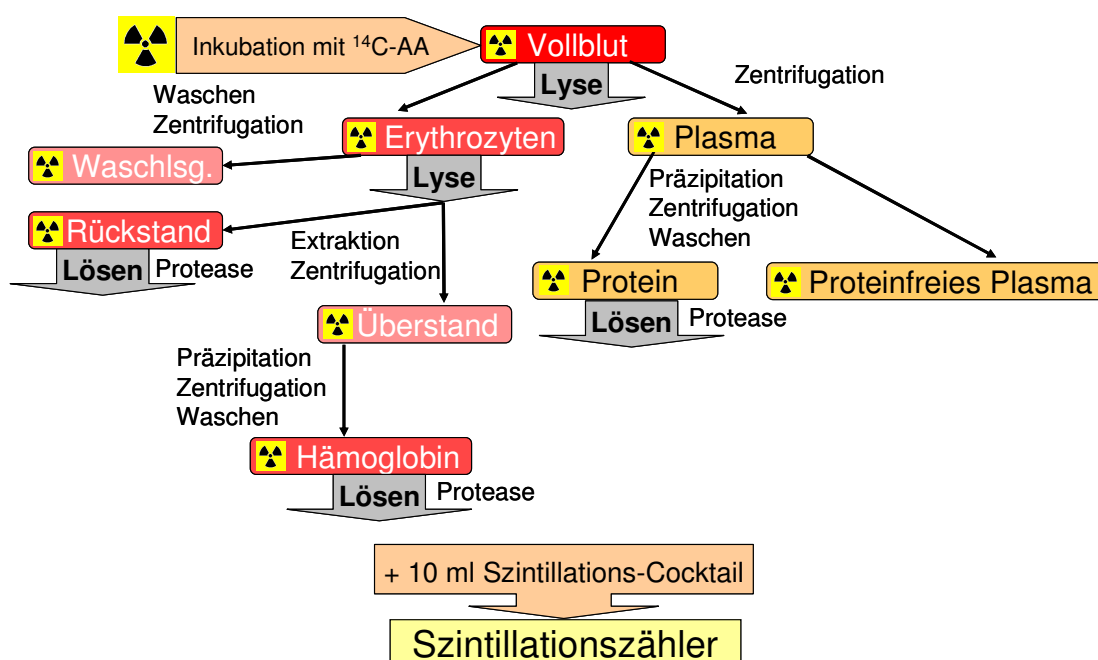 Inkubation mit ¹⁴C-AA
Vollblut
Lyse
Zentrifugation
Waschen
Zentrifugation
Erythrozyten
Plasma
Waschlsg.
Lyse
Präzipitation
Zentrifugation
Waschen
Rückstand
Extraktion
Zentrifugation
Lösen
Protease
Protein
Proteinfreies Plasma
Lösen
Protease
Überstand
Präzipitation
Zentrifugation
Waschen
Hämoglobin
Lösen
Protease
+ 10 ml Szintillations-Cocktail
Szintillationszähler